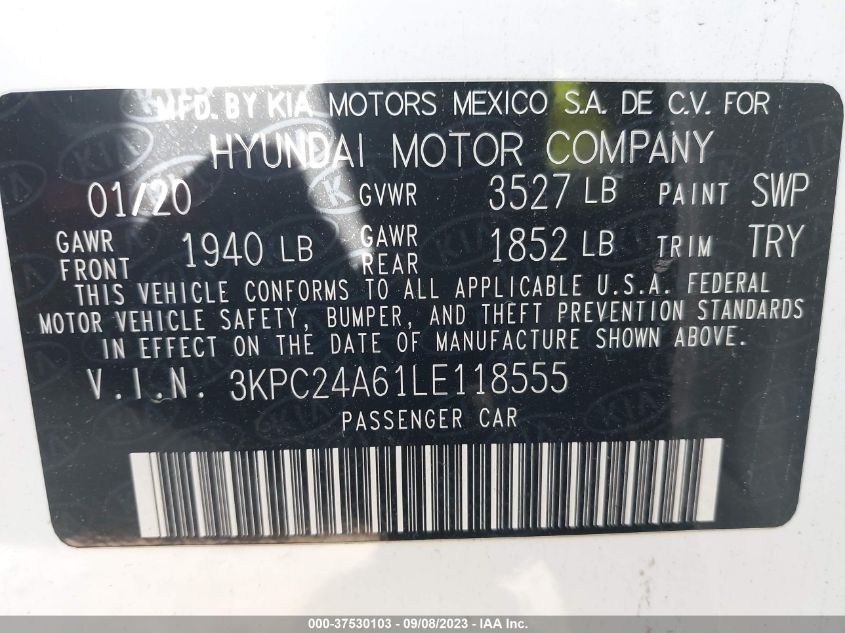 MFD. BY KIA MOTORS MEXICO S.A. DE C.V. FOR
HYUNDAI MOTOR COMPANY
01/20 GVWR 3527 LB PAINT SWP
GAWR FRONT 1940 LB GAWR REAR 1852 LB TRIM TRY
THIS VEHICLE CONFORMS TO ALL APPLICABLE U.S.A. FEDERAL
MOTOR VEHICLE SAFETY, BUMPER, AND THEFT PREVENTION STANDARDS
IN EFFECT ON THE DATE OF MANUFACTURE SHOWN ABOVE.
V.I.N. 3KPC24A61LE118555
PASSENGER CAR
000-37530103 - 09/08/2023 - IAA Inc.